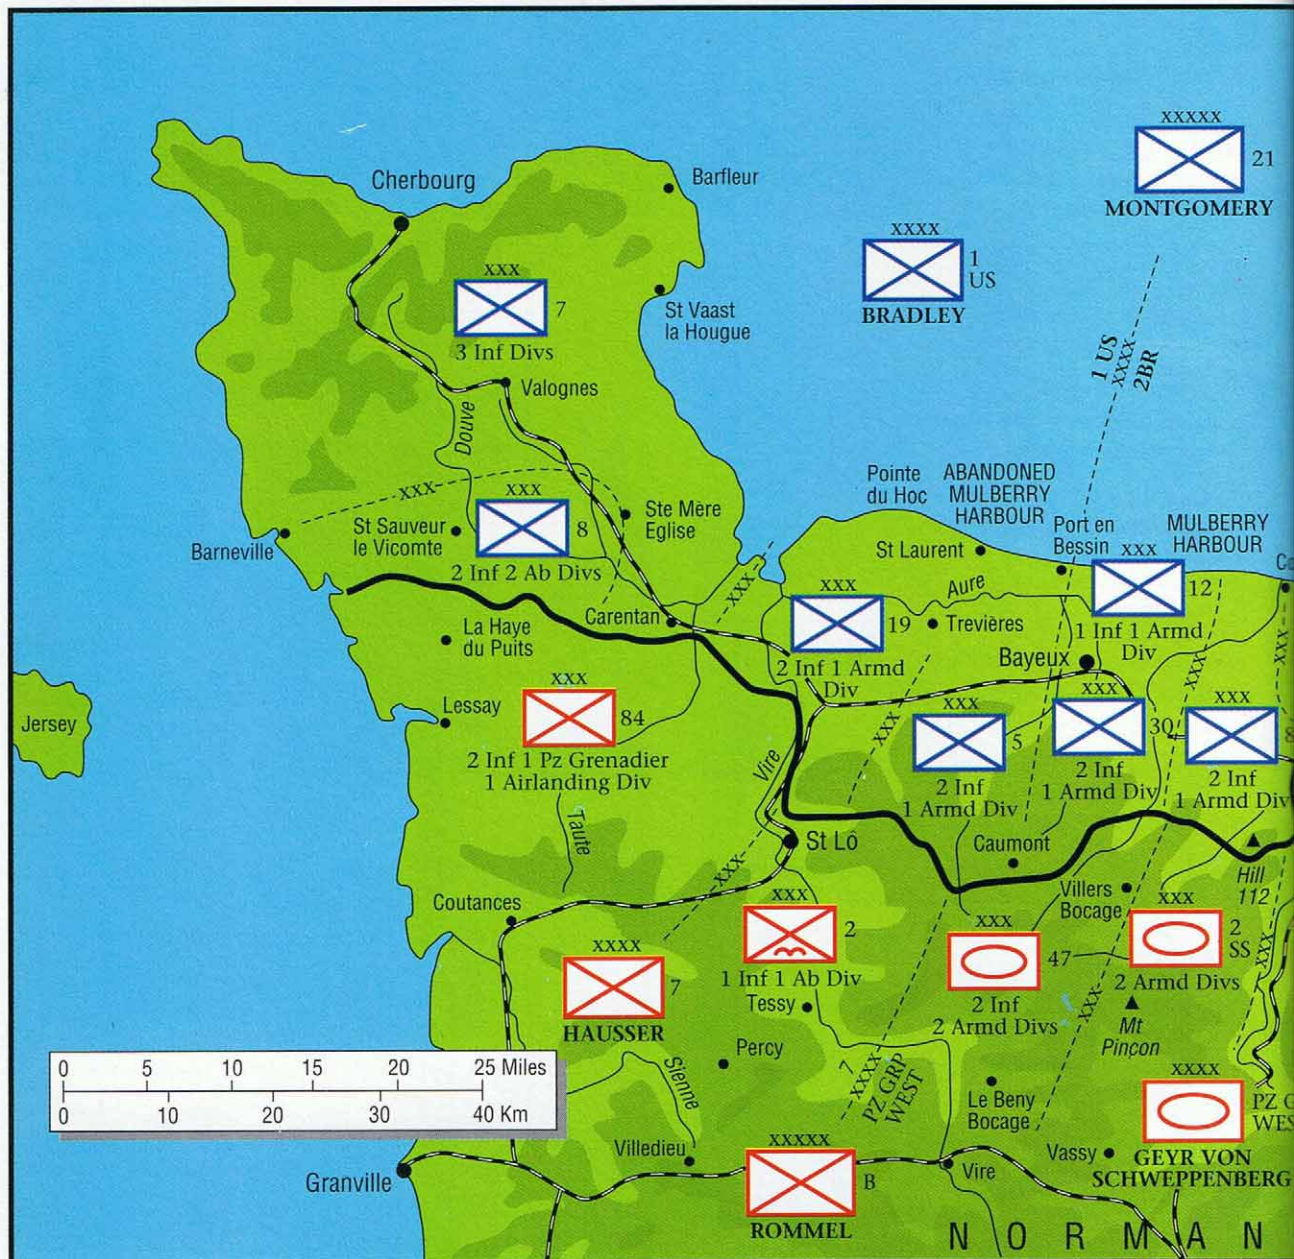 XXXXX
21
MONTGOMERY
Cherbourg
Barfleur
XXXX
1
US
BRADLEY
XXX
7
3 Inf Divs
St Vaast
la Hougue
1 US
XXXX
2BR
Valognes
Douve
XXX
XXX
8
2 Inf 2 Ab Divs
St Sauveur
le Vicomte
Ste Mère
Eglise
Barneville
Pointe
du Hoc
ABANDONED
MULBERRY
HARBOUR
Port en
Bessin
MULBERRY
HARBOUR
St Laurent
Aure
XXX
12
1 Inf 1 Armd
Div
XXX
XXX
19
2 Inf 1 Armd
Div
Trevières
Carentan
La Haye
du Puits
Bayeux
XXX
XXX
Jersey
Lessay
XXX
84
2 Inf 1 Pz Grenadier
1 Airlanding Div
Vire
XXX
XXX
5
2 Inf
1 Armd Div
XXX
30
2 Inf
1 Armd Div
XXX
8
2 Inf
1 Armd Div
Taute
XXX
St Lô
Caumont
Hill
112
Villers
Bocage
Coutances
XXX
2
1 Inf 1 Ab Div
XXX
47
2 Inf
2 Armd Divs
XXX
2
SS
2 Armd Divs
XXX
XXX
XXXX
7
HAUSSER
Tessy
Mt
Pinçon
Percy
Sienne
7
XXXX
PZ GRP
WEST
Le Beny
Bocage
XXXX
PZ G
WES
GEYR VON
SCHWEPPENBERG
0 5 10 15 20 25 Miles
0 10 20 30 40 Km
Granville
Villedieu
XXXXX
B
ROMMEL
Vire
Vassy
N O R M A N